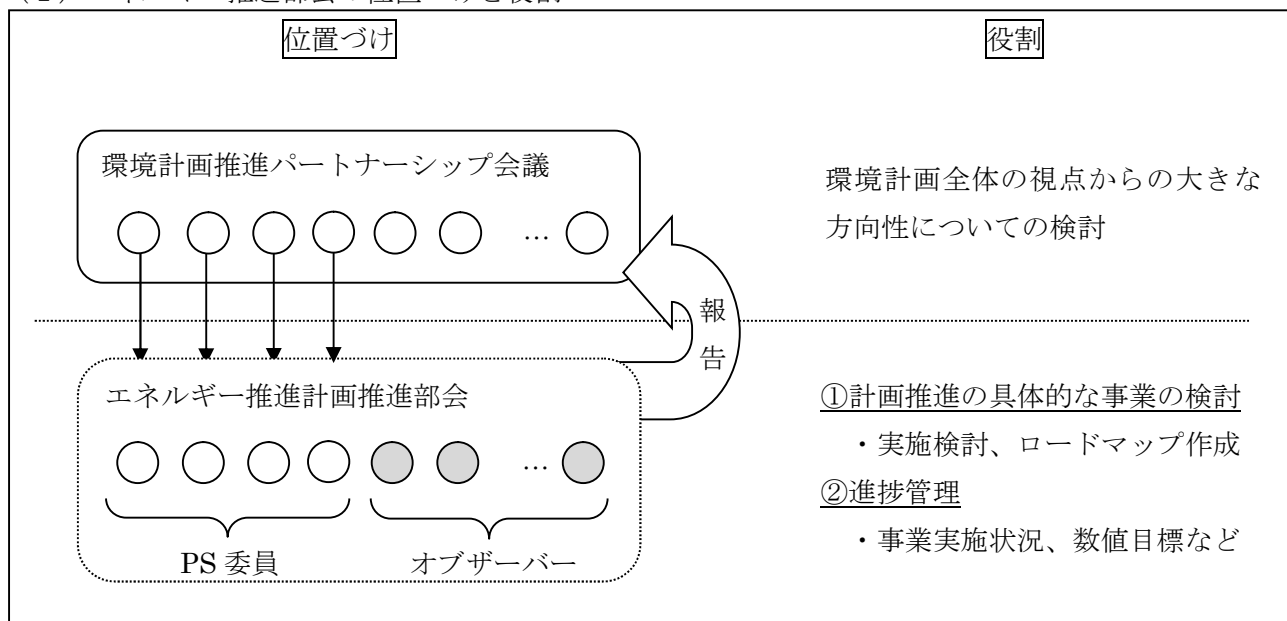 位置づけ
役割
環境計画推進パートナーシップ会議
…
環境計画全体の視点からの大きな
方向性についての検討
報告
エネルギー推進計画推進部会
…
PS 委員
オブザーバー
①計画推進の具体的な事業の検討
・実施検討、ロードマップ作成
②進捗管理
・事業実施状況、数値目標など